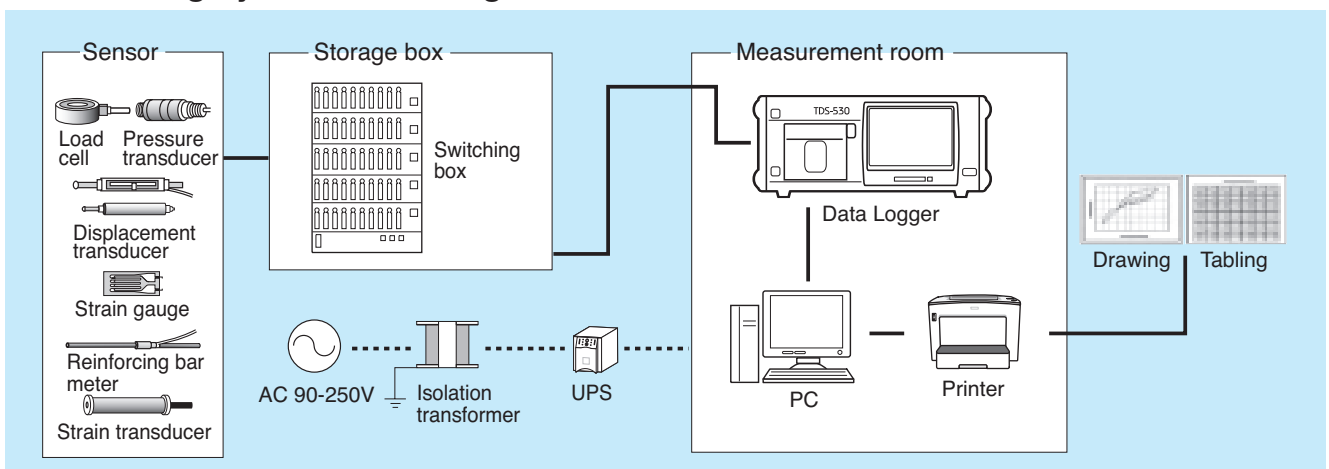 Sensor
Load
cell
Pressure
transducer
Displacement
transducer
Strain gauge
Reinforcing bar
meter
Strain transducer
Storage box
Switching
box
AC 90-250V
Isolation
transformer
UPS
Measurement room
TDS-530
Data Logger
PC
Printer
Drawing
Tabling